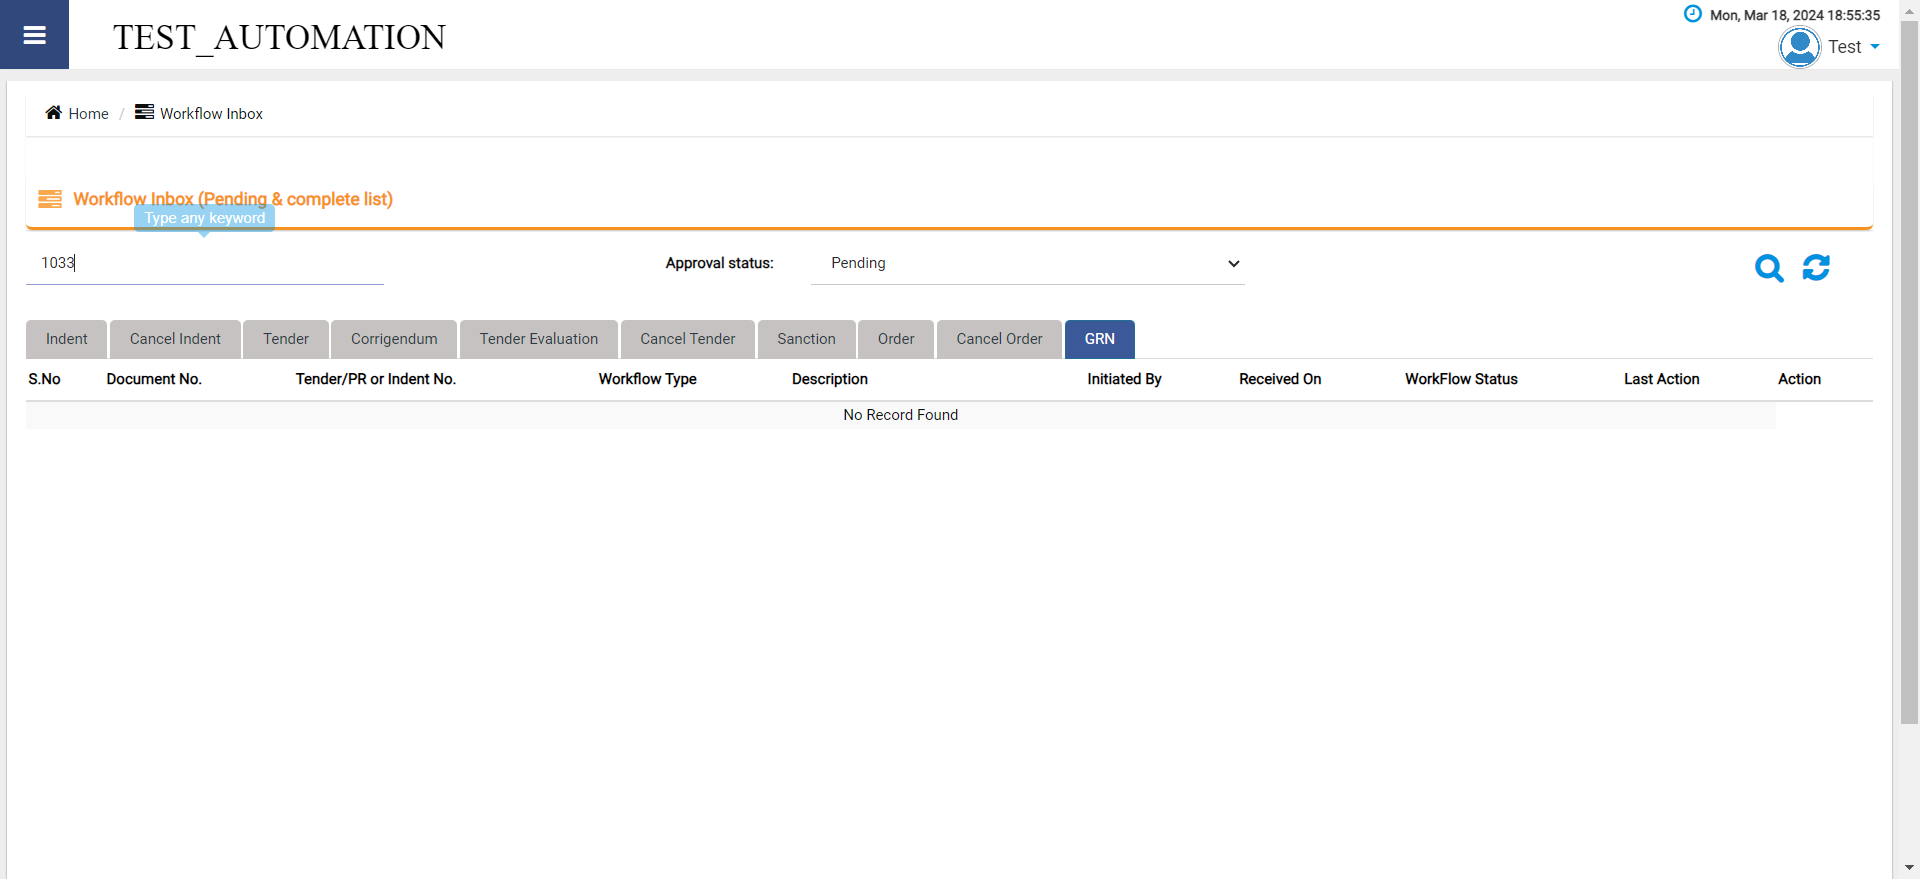 TEST_AUTOMATION
Mon, Mar 18, 2024 18:55:35
Test
Home / Workflow Inbox
Workflow Inbox (Pending & complete list)
Type any keyword
1033 Approval status: Pending
Indent Cancel Indent Tender Corrigendum Tender Evaluation Cancel Tender Sanction Order Cancel Order GRN
S.No Document No. Tender/PR or Indent No. Workflow Type Description Initiated By Received On WorkFlow Status Last Action Action
No Record Found